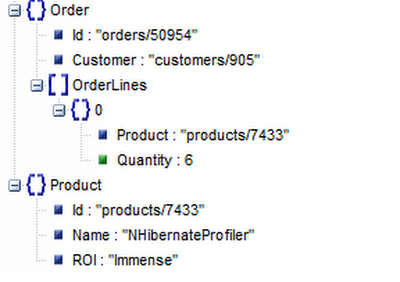 Order
Id : "orders/50954"
Customer : "customers/905"
OrderLines
0
Product : "products/7433"
Quantity : 6
Product
Id : "products/7433"
Name : "NHibernateProfiler"
ROI : "Immense"